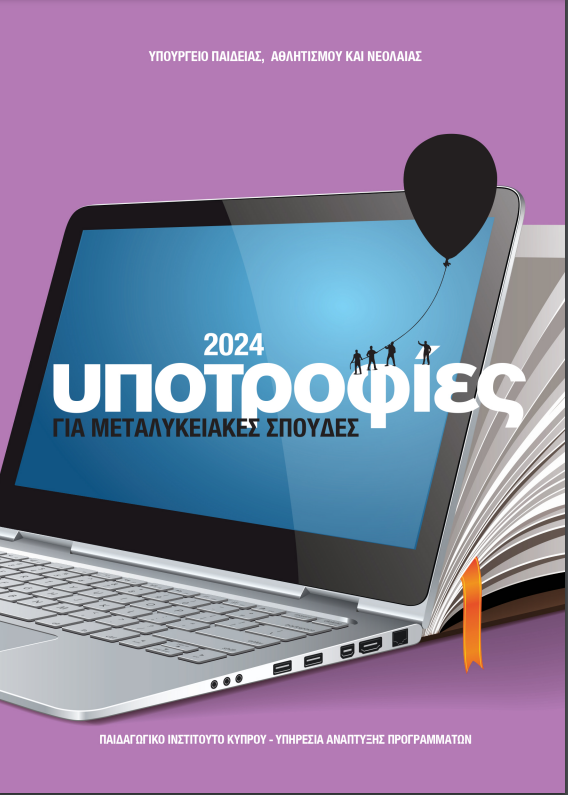 ΥΠΟΥΡΓΕΙΟ ΠΑΙΔΕΙΑΣ, ΑΘΛΗΤΙΣΜΟΥ ΚΑΙ ΝΕΟΛΑΙΑΣ
2024
υποτροφίες
ΓΙΑ ΜΕΤΑΛΥΚΕΙΑΚΕΣ ΣΠΟΥΔΕΣ
ΠΑΙΔΑΓΩΓΙΚΟ ΙΝΣΤΙΤΟΥΤΟ ΚΥΠΡΟΥ - ΥΠΗΡΕΣΙΑ ΑΝΑΠΤΥΞΗΣ ΠΡΟΓΡΑΜΜΑΤΩΝ